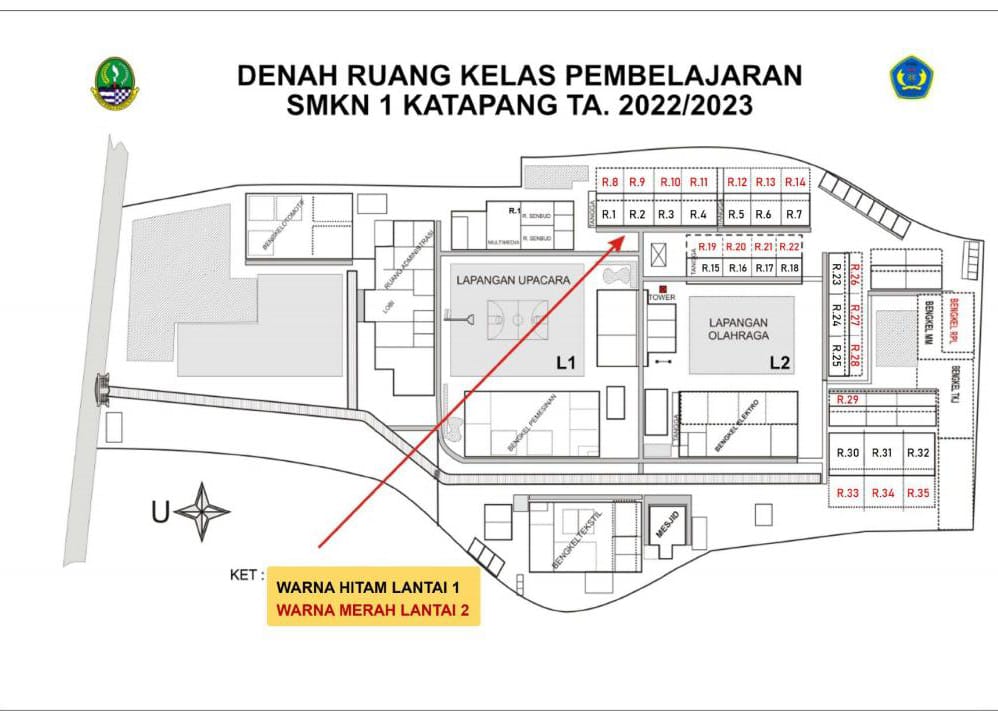 DENAH RUANG KELAS PEMBELAJARAN
SMKN 1 KATAPANG TA. 2022/2023
R.8 R.9 R.10 R.11 R.12 R.13 R.14
TANGGA
R.1 R.2 R.3 R.4
TANGGA
R.5 R.6 R.7
BENGKEL OTOMOTIF
RUANG ADMINISTRASI
LOBI
R.1
R. SENBUD
MULTIMEDIA
R. SENBUD
TANGGA
R.19 R.20 R.21 R.22
R.15 R.16 R.17 R.18
R.23 R.26
R.24 R.27
R.25 R.28
LAPANGAN UPACARA
L1
TOWER
LAPANGAN
OLAHRAGA
L2
BENGKEL MM
BENGKEL RPL
BENGKEL TKJ
BENGKEL PEMESINAN
TANGGA
BENGKEL ELEKTRO
R.29
R.30 R.31 R.32
R.33 R.34 R.35
U
BENGKEL TEKSTIL
MESJID
KET :
WARNA HITAM LANTAI 1
WARNA MERAH LANTAI 2